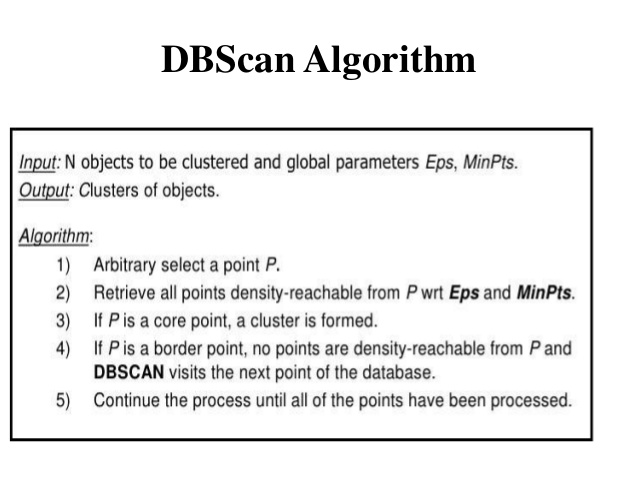 DBScan Algorithm
Input: N objects to be clustered and global parameters Eps, MinPts.
Output: Clusters of objects.
Algorithm:
1) Arbitrary select a point P.
2) Retrieve all points density-reachable from P wrt Eps and MinPts.
3) If P is a core point, a cluster is formed.
4) If P is a border point, no points are density-reachable from P and
DBSCAN visits the next point of the database.
5) Continue the process until all of the points have been processed.